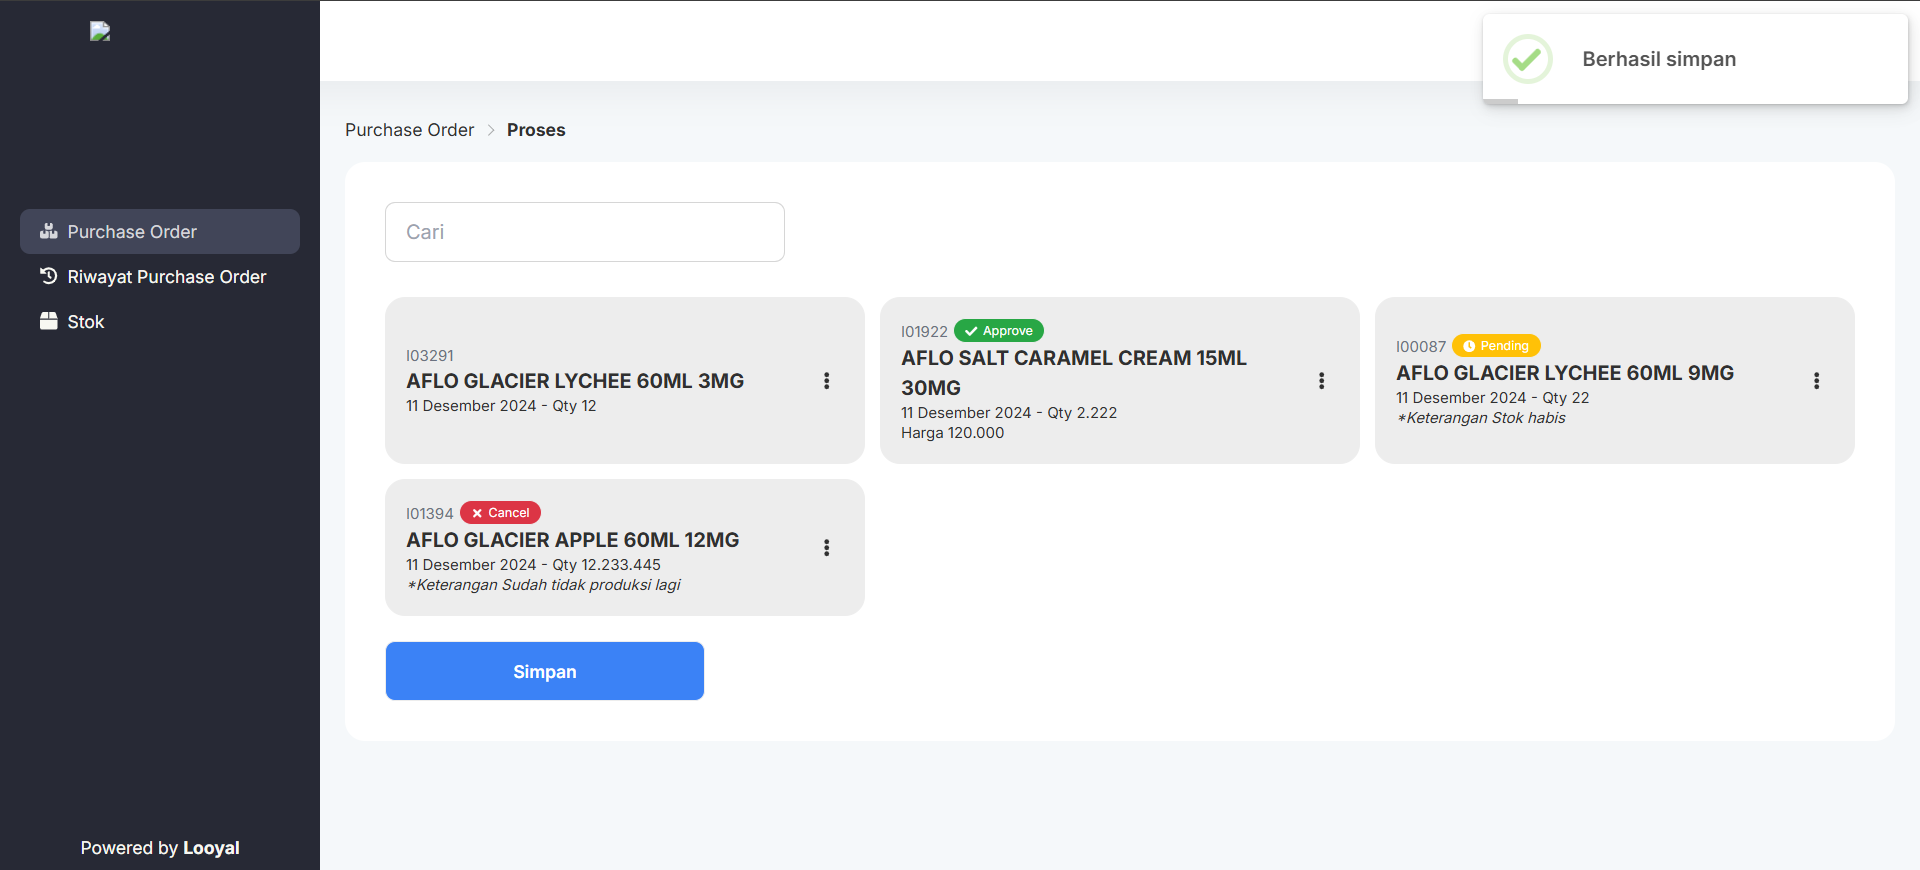 Berhasil simpan
Purchase Order
Riwayat Purchase Order
Stok
Powered by Looyal
Purchase Order > Proses
Cari
I03291
AFLO GLACIER LYCHEE 60ML 3MG
11 Desember 2024 - Qty 12
I01922 Approve
AFLO SALT CARAMEL CREAM 15ML
30MG
11 Desember 2024 - Qty 2.222
Harga 120.000
I00087 Pending
AFLO GLACIER LYCHEE 60ML 9MG
11 Desember 2024 - Qty 22
*Keterangan Stok habis
I01394 Cancel
AFLO GLACIER APPLE 60ML 12MG
11 Desember 2024 - Qty 12.233.445
*Keterangan Sudah tidak produksi lagi
Simpan